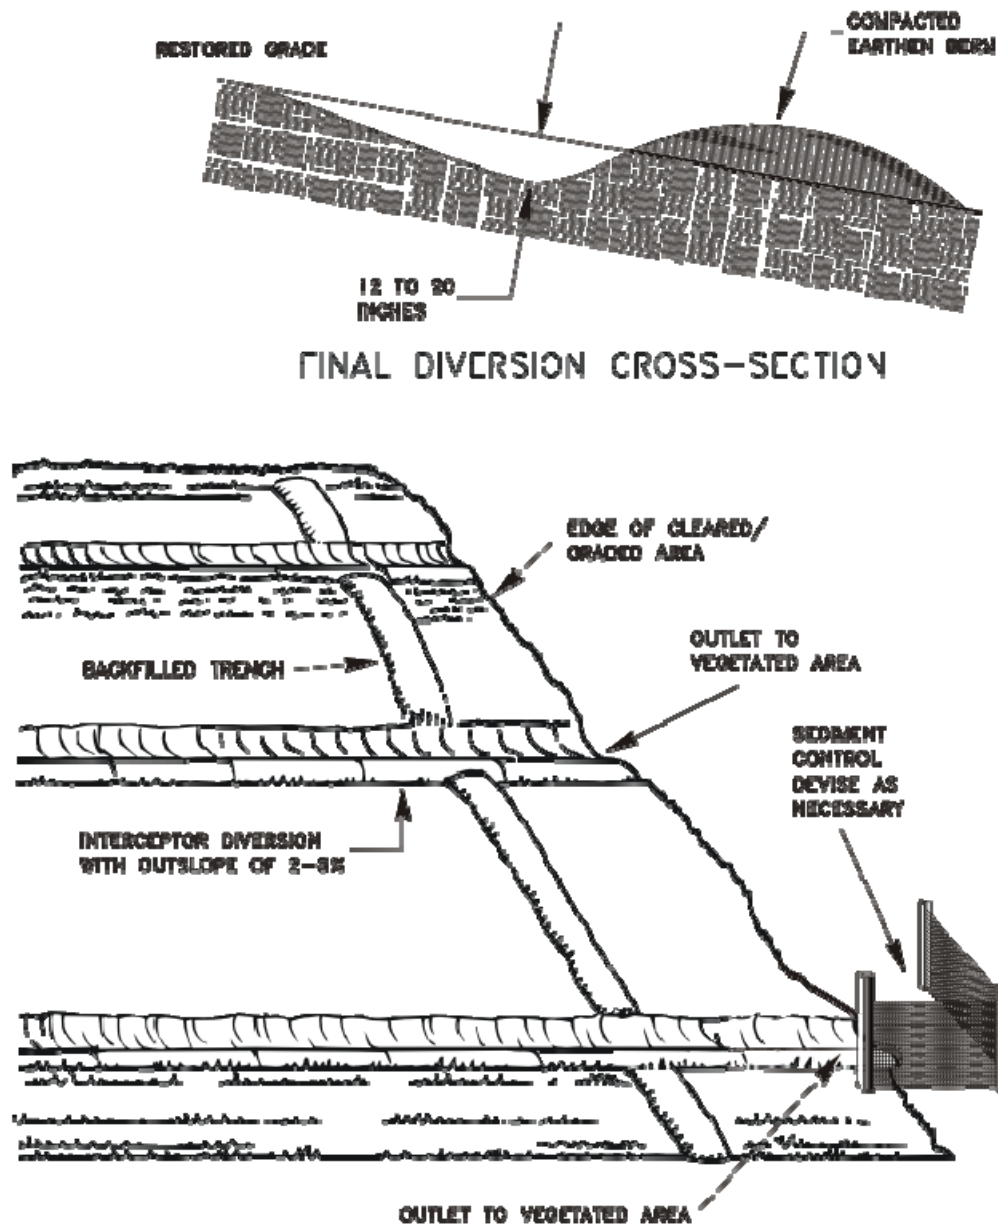 RESTORED GRADE
COMPACTED
EARTHEN BERM
12 TO 20
INCHES
FINAL DIVERSION CROSS-SECTION
EDGE OF CLEARED/
GRADED AREA
OUTLET TO
VEGETATED AREA
BACKFILLED TRENCH
SEDIMENT
CONTROL
DEVISE AS
NECESSARY
INTERCEPTOR DIVERSION
WITH OUTSLOPE OF
OUTLET TO VEGETATED AREA